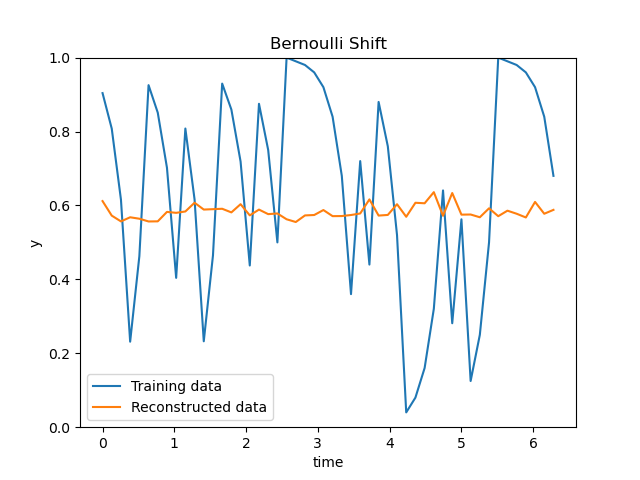 Bernoulli Shift
1.0
0.8
0.6
0.4
0.2
0.0
y
Training data
Reconstructed data
0 1 2 3 4 5 6
time